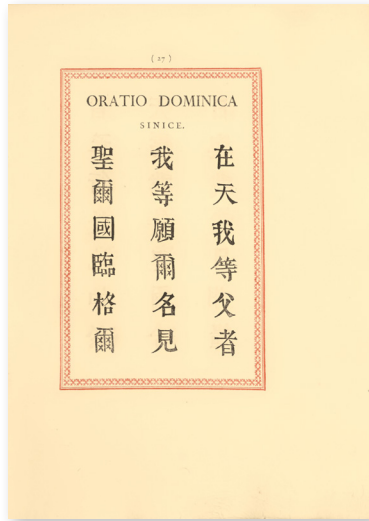 ( 27 )
ORATIO DOMINICA
SINICE.
在天我等父者
我等願爾名見
聖爾國臨格爾